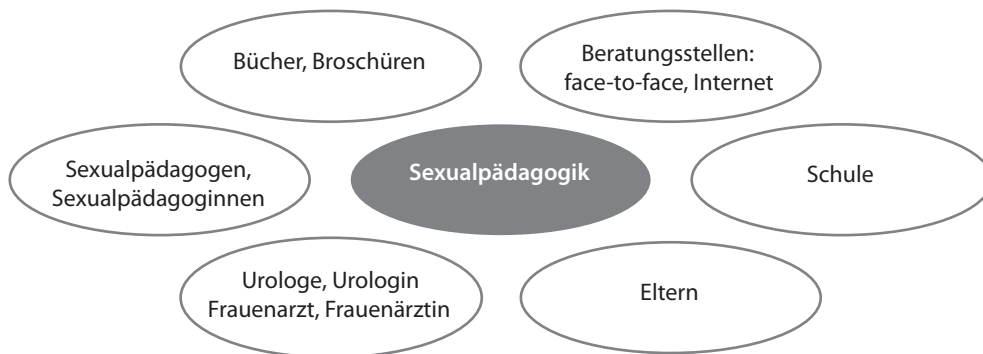 Bücher, Broschüren
Beratungsstellen:
face-to-face, Internet
Sexualpädagogen,
Sexualpädagoginnen
Sexualpädagogik
Schule
Urologe, Urologin
Frauenarzt, Frauenärztin
Eltern